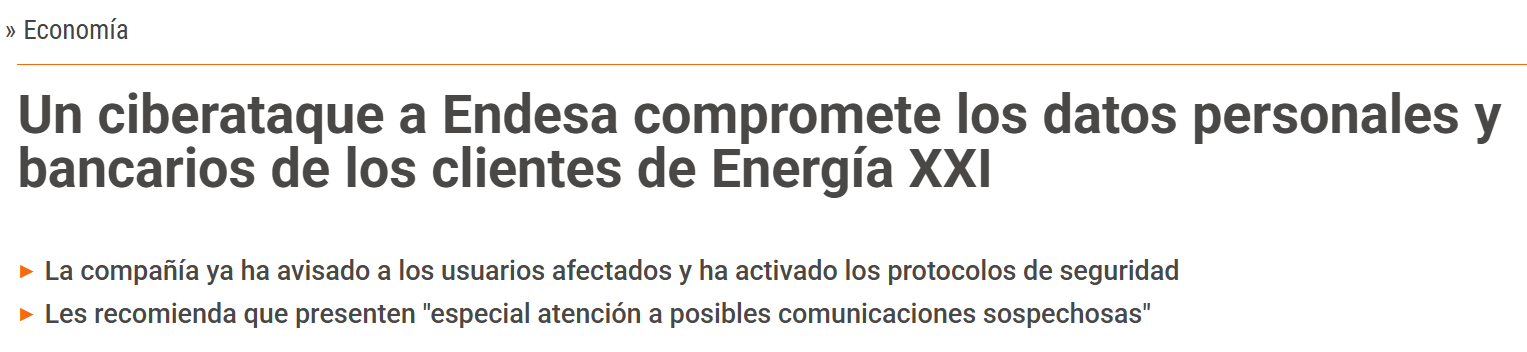 » Economía
Un ciberataque a Endesa compromete los datos personales y
bancarios de los clientes de Energía XXI
► La compañía ya ha avisado a los usuarios afectados y ha activado los protocolos de seguridad
► Les recomienda que presenten "especial atención a posibles comunicaciones sospechosas"